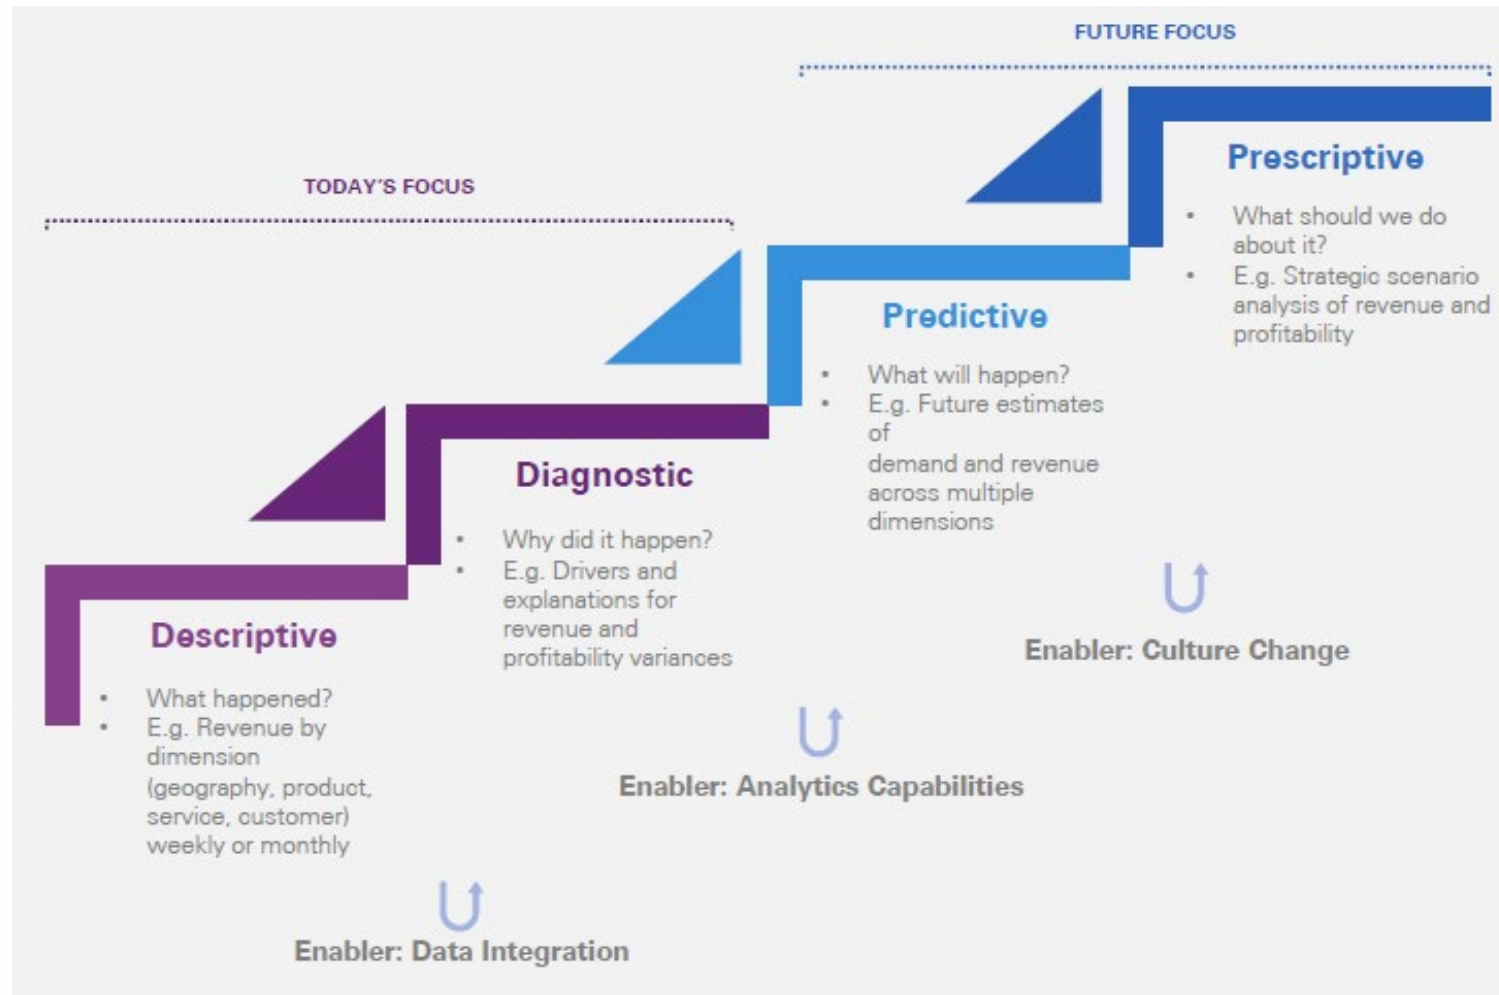 FUTURE FOCUS
TODAY'S FOCUS
Prescriptive
• What should we do
about it?
• E.g. Strategic scenario
analysis of revenue and
profitability
Predictive
• What will happen?
• E.g. Future estimates
of
demand and revenue
across multiple
dimensions
Diagnostic
• Why did it happen?
• E.g. Drivers and
explanations for
revenue and
profitability variances
Descriptive
• What happened?
• E.g. Revenue by
dimension
(geography, product,
service, customer)
weekly or monthly
Enabler: Culture Change
Enabler: Analytics Capabilities
Enabler: Data Integration